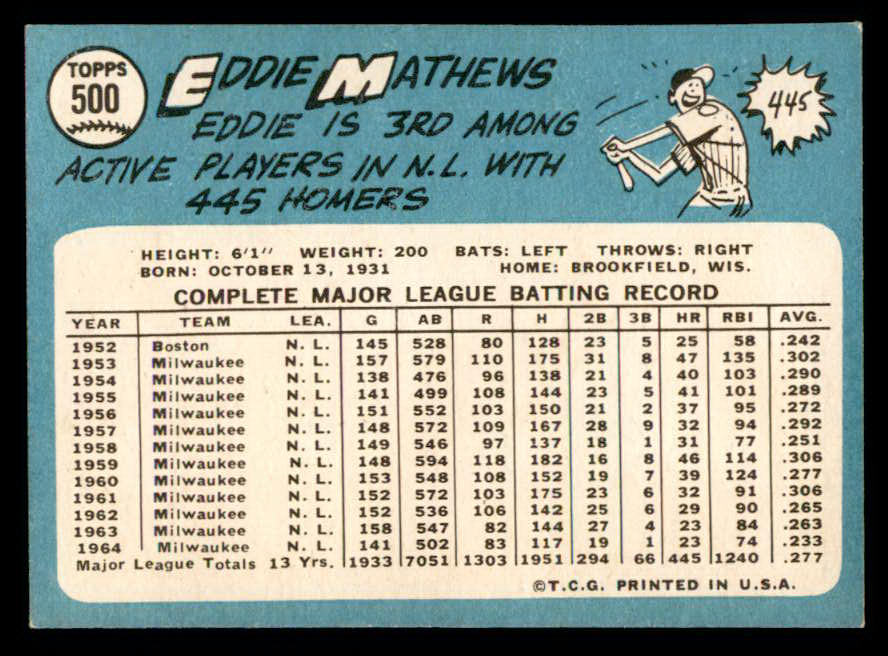 TOPPS
500
EDDIE MATHEWS
EDDIE IS 3RD AMONG
ACTIVE PLAYERS IN N.L. WITH
445 HOMERS
445
HEIGHT: 6'1" WEIGHT: 200 BATS: LEFT THROWS: RIGHT
BORN: OCTOBER 13, 1931 HOME: BROOKFIELD, WIS.
COMPLETE MAJOR LEAGUE BATTING RECORD
YEAR TEAM LEA. G AB R H 2B 3B HR RBI AVG.
1952 Boston N. L. 145 528 80 128 23 5 25 58 .242
1953 Milwaukee N. L. 157 579 110 175 31 8 47 135 .302
1954 Milwaukee N. L. 138 476 96 138 21 4 40 103 .290
1955 Milwaukee N. L. 141 499 108 144 23 5 41 101 .289
1956 Milwaukee N. L. 151 552 103 150 21 2 37 95 .272
1957 Milwaukee N. L. 148 572 109 167 28 9 32 94 .292
1958 Milwaukee N. L. 149 546 97 137 18 1 31 77 .251
1959 Milwaukee N. L. 148 594 118 182 16 8 46 114 .306
1960 Milwaukee N. L. 153 548 108 152 19 7 39 124 .277
1961 Milwaukee N. L. 152 572 103 175 23 6 32 91 .306
1962 Milwaukee N. L. 152 536 106 142 25 6 29 90 .265
1963 Milwaukee N. L. 158 547 82 144 27 4 23 84 .263
1964 Milwaukee N. L. 141 502 83 117 19 1 23 74 .233
Major League Totals 13 Yrs. 1933 7051 1303 1951 294 66 445 1240 .277
©T.C.G. PRINTED IN U.S.A.